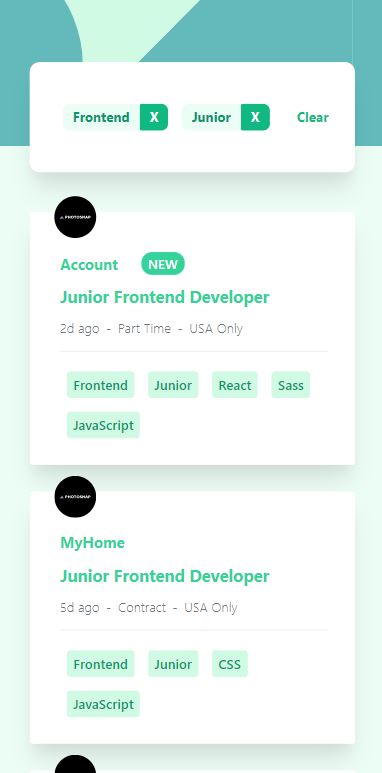 Frontend X Junior X Clear
PHOTOSNAP
Account NEW
Junior Frontend Developer
2d ago - Part Time - USA Only
Frontend Junior React Sass
JavaScript
PHOTOSNAP
MyHome
Junior Frontend Developer
5d ago - Contract - USA Only
Frontend Junior CSS
JavaScript